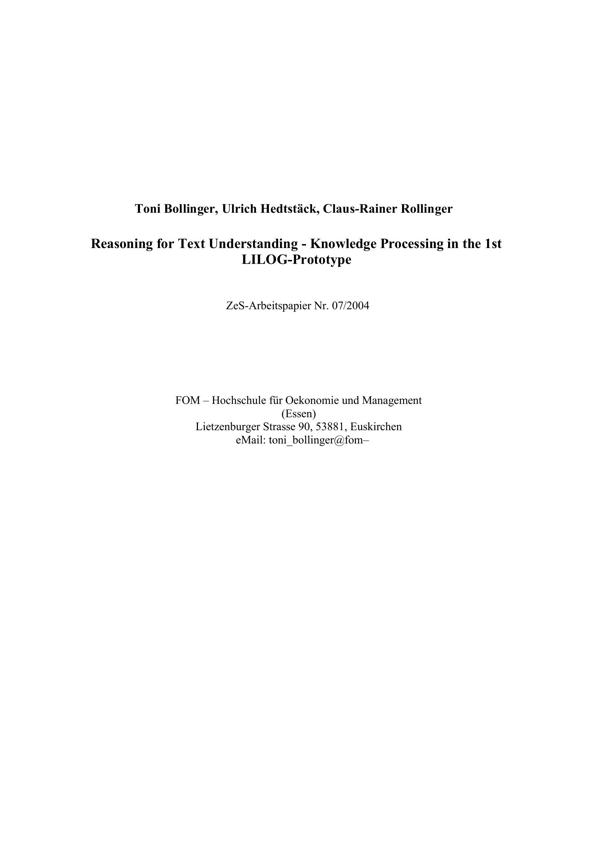 Toni Bollinger, Ulrich Hedtstäck, Claus-Rainer Rollinger
Reasoning for Text Understanding - Knowledge Processing in the 1st
LILOG-Prototype
ZeS-Arbeitspapier Nr. 07/2004
FOM – Hochschule für Oekonomie und Management
(Essen)
Lietzenburger Strasse 90, 53881, Euskirchen
eMail: toni_bollinger@fom–